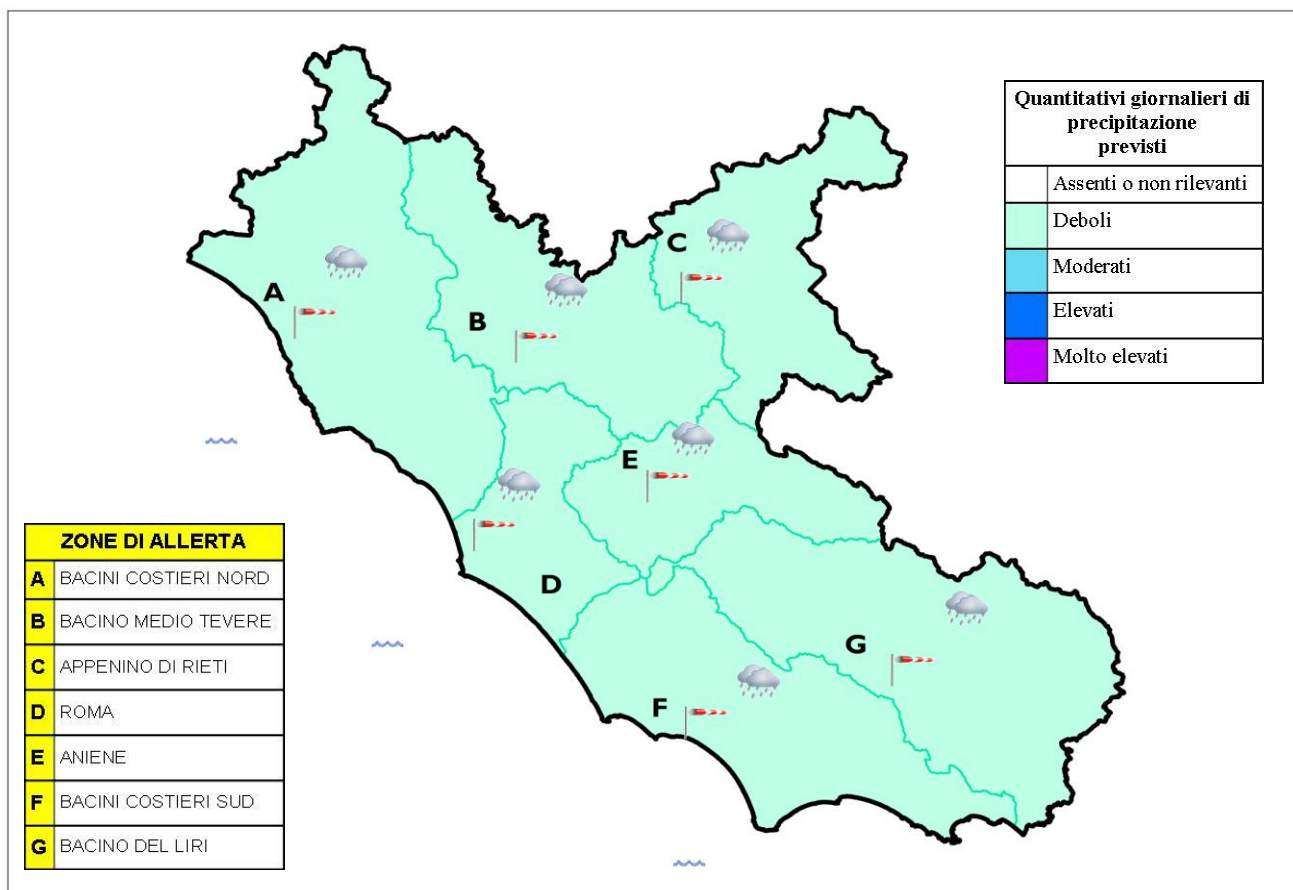 Quantitativi giornalieri di
precipitazione
previsti
Assenti o non rilevanti
Deboli
Moderati
Elevati
Molto elevati
C
A
B
E
D
G
F
ZONE DI ALLERTA
A BACINI COSTIERI NORD
B BACINO MEDIO TEVERE
C APPENINO DI RIETI
D ROMA
E ANIENE
F BACINI COSTIERI SUD
G BACINO DEL LIRI